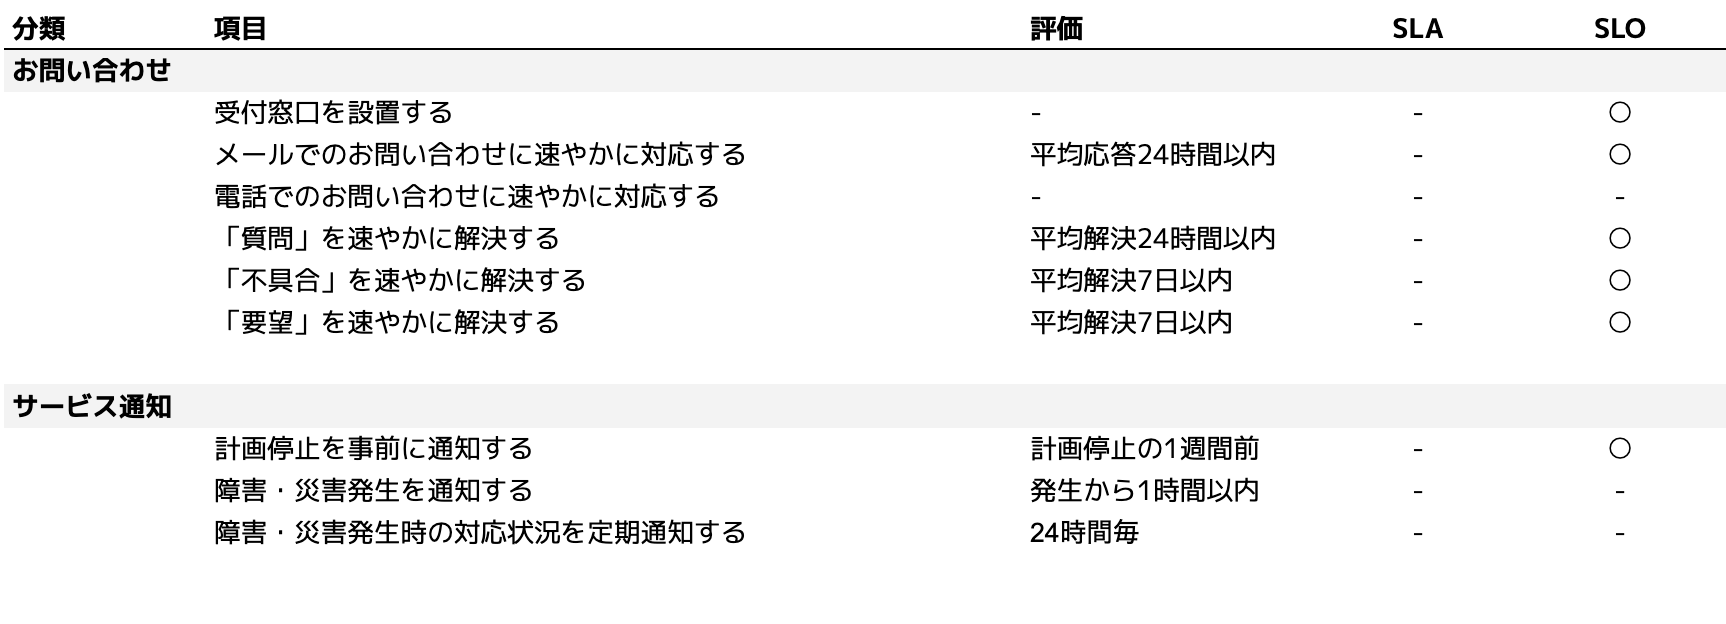 分類 項目 評価 SLA SLO
お問い合わせ
受付窓口を設置する - - ○
メールでのお問い合わせに速やかに対応する 平均応答24時間以内 - ○
電話でのお問い合わせに速やかに対応する - - -
「質問」を速やかに解決する 平均解決24時間以内 - ○
「不具合」を速やかに解決する 平均解決7日以内 - ○
「要望」を速やかに解決する 平均解決7日以内 - ○
サービス通知
計画停止を事前に通知する 計画停止の1週間前 - ○
障害・災害発生を通知する 発生から1時間以内 - -
障害・災害発生時の対応状況を定期通知する 24時間毎 - -